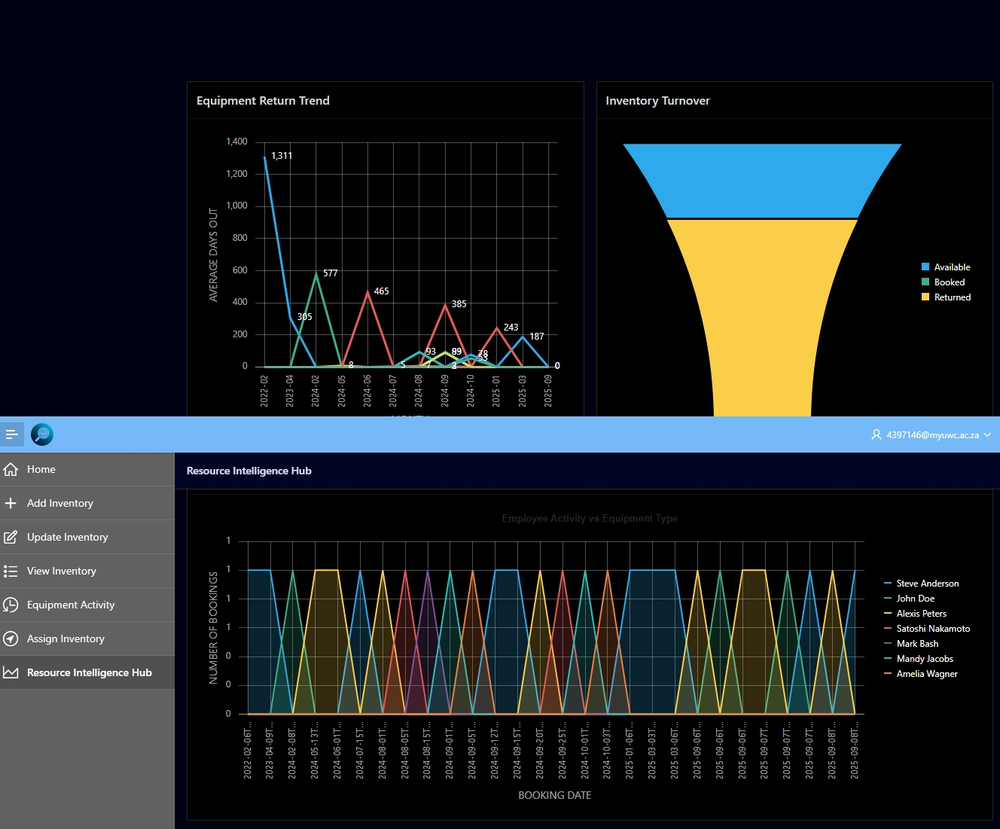 Equipment Return Trend
1,400
1,200
1,000
800
600
400
200
0
AVERAGE DAYS OUT
1,311
305
577
8
465
5
93
7
385
243
187
0
2022-02
2023-04
2024-02
2024-05
2024-06
2024-07
2024-08
2024-09
2024-10
2025-01
2025-03
2025-09
Inventory Turnover
Available
Booked
Returned
4397146@myuwc.ac.za
Home
Add Inventory
Update Inventory
View Inventory
Equipment Activity
Assign Inventory
Resource Intelligence Hub
Resource Intelligence Hub
Employee Activity vs Equipment Type
1
1
1
1
0
0
0
NUMBER OF BOOKINGS
2022-02-06T...
2023-04-09T...
2024-02-08T...
2024-05-13T...
2024-06-01T...
2024-07-15T...
2024-08-01T...
2024-08-05T...
2024-08-15T...
2024-09-01T...
2024-09-05T...
2024-09-12T...
2024-09-15T...
2024-09-20T...
2024-09-25T...
2024-10-01T...
2024-10-03T...
2025-01-06T...
2025-03-03T...
2025-03-06T...
2025-09-06T...
2025-09-06T...
2025-09-06T...
2025-09-07T...
2025-09-07T...
2025-09-07T...
2025-09-08T...
2025-09-08T...
BOOKING DATE
Steve Anderson
John Doe
Alexis Peters
Satoshi Nakamoto
Mark Bash
Mandy Jacobs
Amelia Wagner